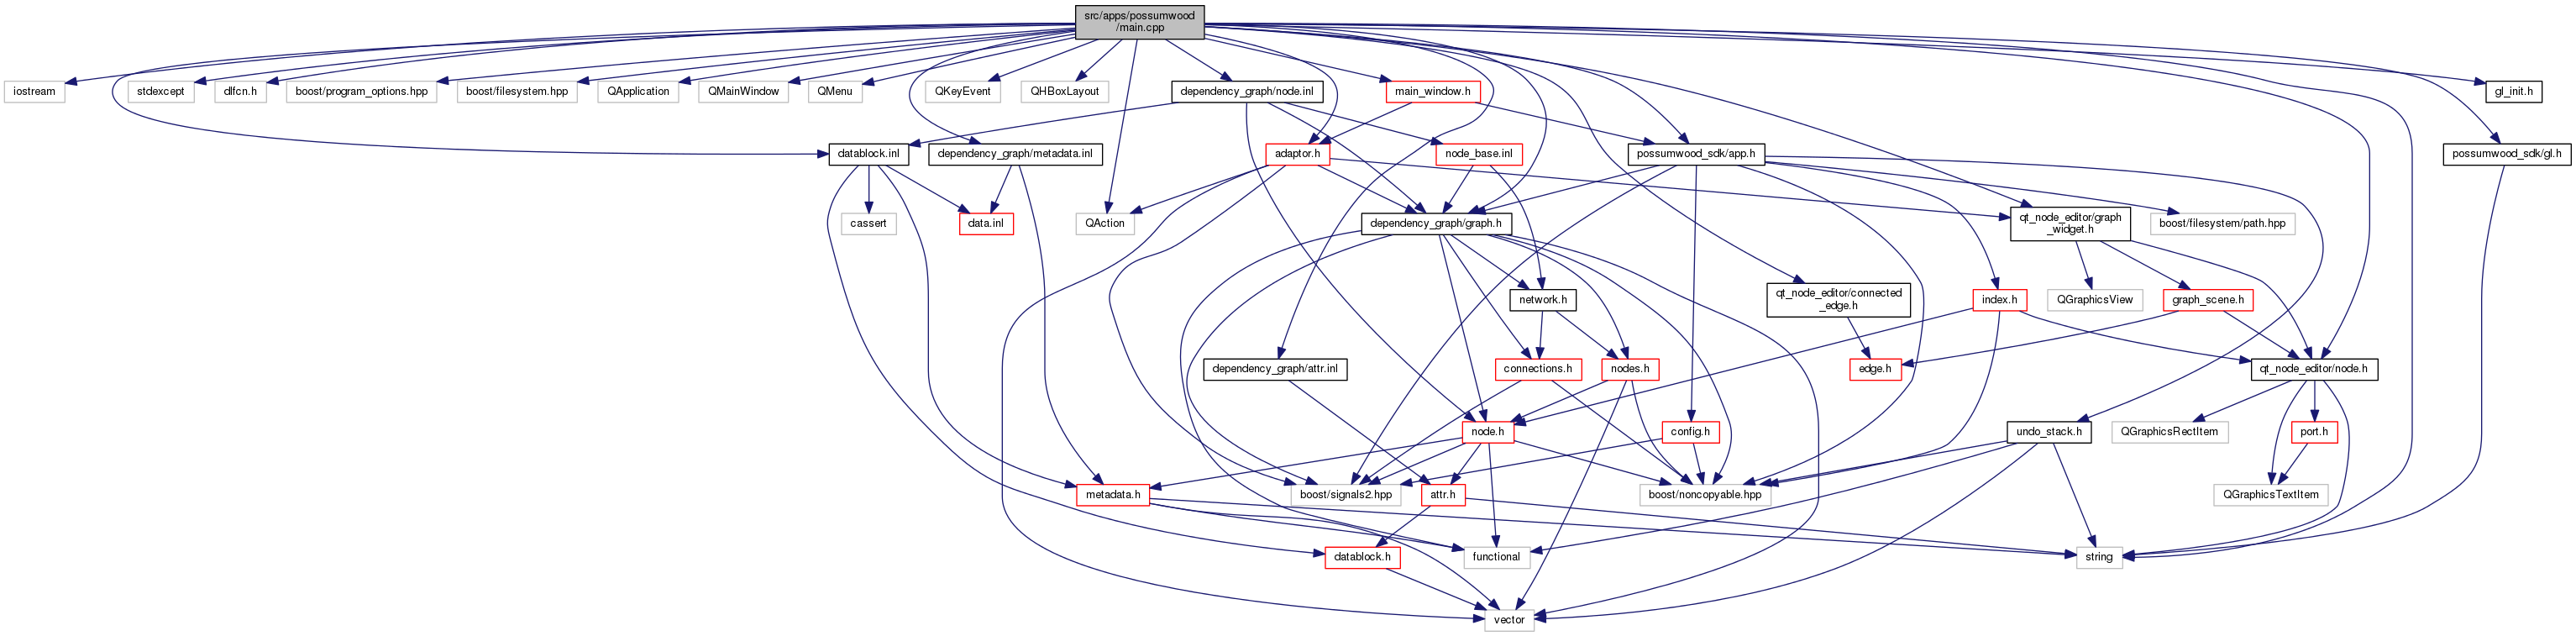 src/apps/possumwood
/main.cpp
iostream
stdexcept
dlfcn.h
boost/program_options.hpp
boost/filesystem.hpp
QApplication
QMainWindow
QMenu
QKeyEvent
QHBoxLayout
dependency_graph/node.inl
main_window.h
gl_init.h
datablock.inl
dependency_graph/metadata.inl
adaptor.h
node_base.inl
possumwood_sdk/app.h
possumwood_sdk/gl.h
cassert
data.inl
QAction
dependency_graph/graph.h
qt_node_editor/graph
_widget.h
boost/filesystem/path.hpp
network.h
qt_node_editor/connected
_edge.h
index.h
QGraphicsView
graph_scene.h
dependency_graph/attr.inl
connections.h
nodes.h
edge.h
qt_node_editor/node.h
node.h
config.h
undo_stack.h
QGraphicsRectItem
port.h
metadata.h
boost/signals2.hpp
attr.h
boost/noncopyable.hpp
QGraphicsTextItem
datablock.h
functional
string
vector